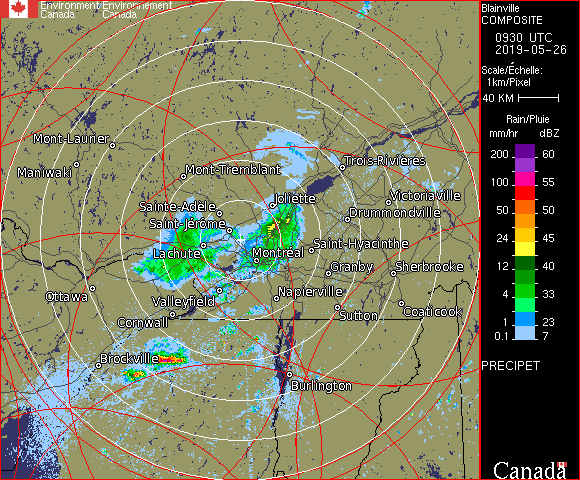 Environment Environnement
Canada Canada
Blainville
COMPOSITE
0930 UTC
2019-05-26
Scale/Échelle:
1km/Pixel
40 KM
Rain/Pluie
mm/hr dBZ
200 60
100 55
50 50
24 45
12 40
4 33
1 23
0.1 7
PRECIPET
Canada
Mont-Laurier
Maniwaki
Mont-Tremblant
Trois-Rivières
Joliette
Victoriaville
Sainte-Adèle
Drummondville
Saint-Jérôme
Saint-Hyacinthe
Lachute
Montréal
Granby
Sherbrooke
Ottawa
Valleyfield
Napierville
Sutton
Coaticook
Cornwall
Brockville
Burlington